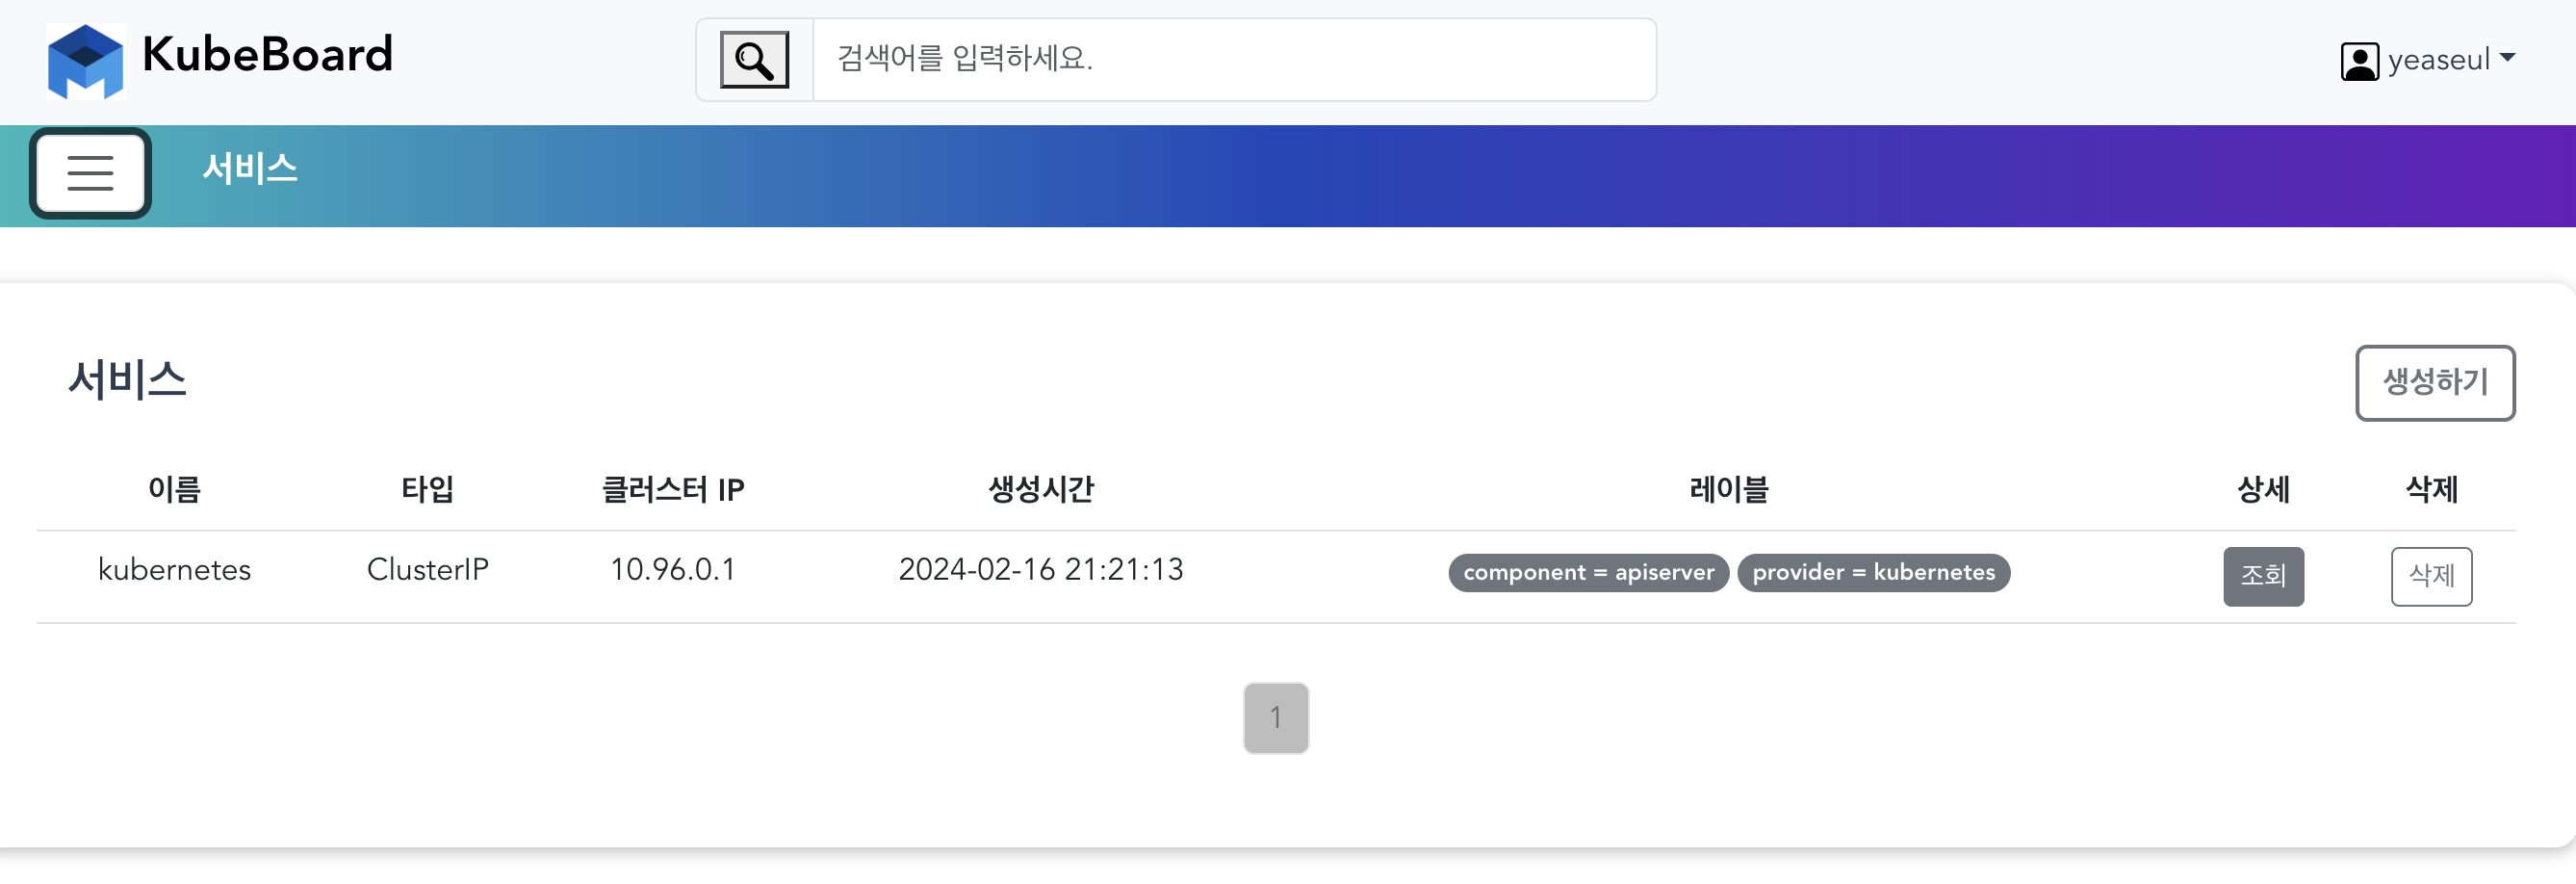 KubeBoard
검색어를 입력하세요.
yeaseul
서비스
서비스
생성하기
이름 타입 클러스터 IP 생성시간 레이블 상세 삭제
kubernetes ClusterIP 10.96.0.1 2024-02-16 21:21:13 component = apiserver provider = kubernetes 조회 삭제
1